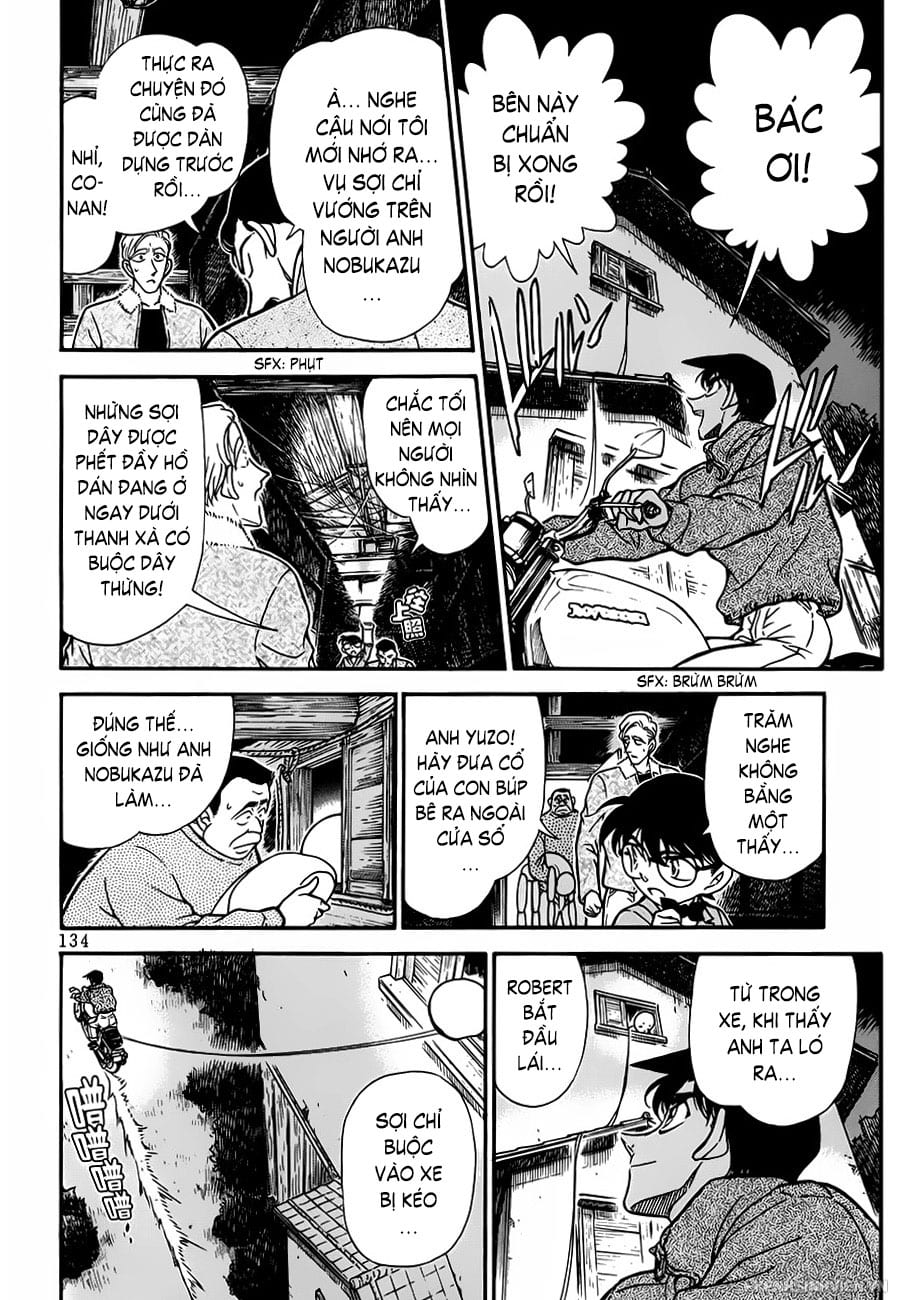 BÁC
ƠI!
BÊN NÀY
CHUẨN
BỊ XONG
RỒI!
À... NGHE
CẬU NÓI TÔI
MỚI NHỚ RA...
VỤ SỢI CHỈ
VƯỚNG TRÊN
NGƯỜI ANH
NOBUKAZU
...
THỰC RA
CHUYỆN ĐÓ
CŨNG ĐÃ
ĐƯỢC DÀN
DỰNG TRƯỚC
RỒI...
NHỈ,
CO-
NAN!
SFX: PHỤT
CHẮC TỐI
NÊN MỌI
NGƯỜI
KHÔNG NHÌN
THẤY...
NHỮNG SỢI
DÂY ĐƯỢC
PHẾT ĐẦY HỒ
DÁN ĐANG Ở
NGAY DƯỚI
THANH XÀ CÓ
BUỘC DÂY
THỪNG!
SFX: BRỪM BRỪM
TRĂM
NGHE
KHÔNG
BẰNG
MỘT
THẤY...
ANH YUZO!
HÃY ĐƯA CỔ
CỦA CON BÚP
BÊ RA NGOÀI
CỬA SỔ
...
ĐÚNG THẾ...
GIỐNG NHƯ ANH
NOBUKAZU ĐÃ
LÀM...
134
TỪ TRONG
XE, KHI THẤY
ANH TA LÓ
RA...
ROBERT
BẮT
ĐẦU
LÁI...
SỢI CHỈ
BUỘC
VÀO XE
BỊ KÉO
...